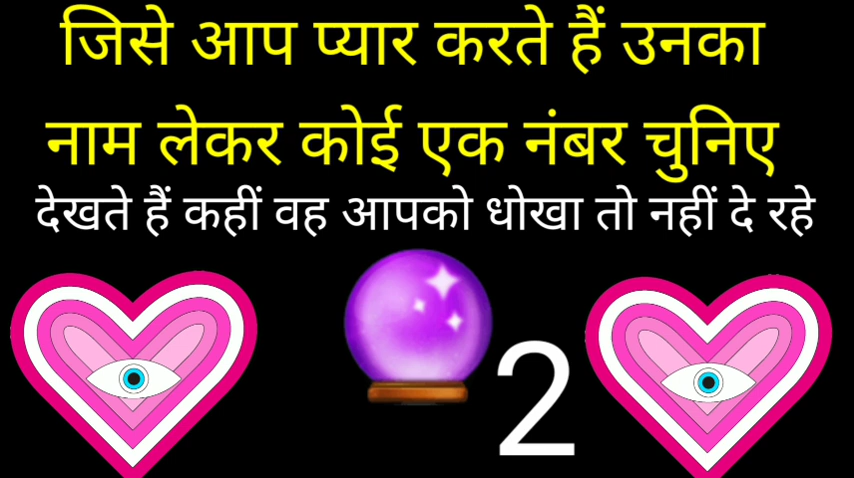 जिसे आप प्यार करते हैं उनका
नाम लेकर कोई एक नंबर चुनिए
देखते हैं कहीं वह आपको धोखा तो नहीं दे रहे
2